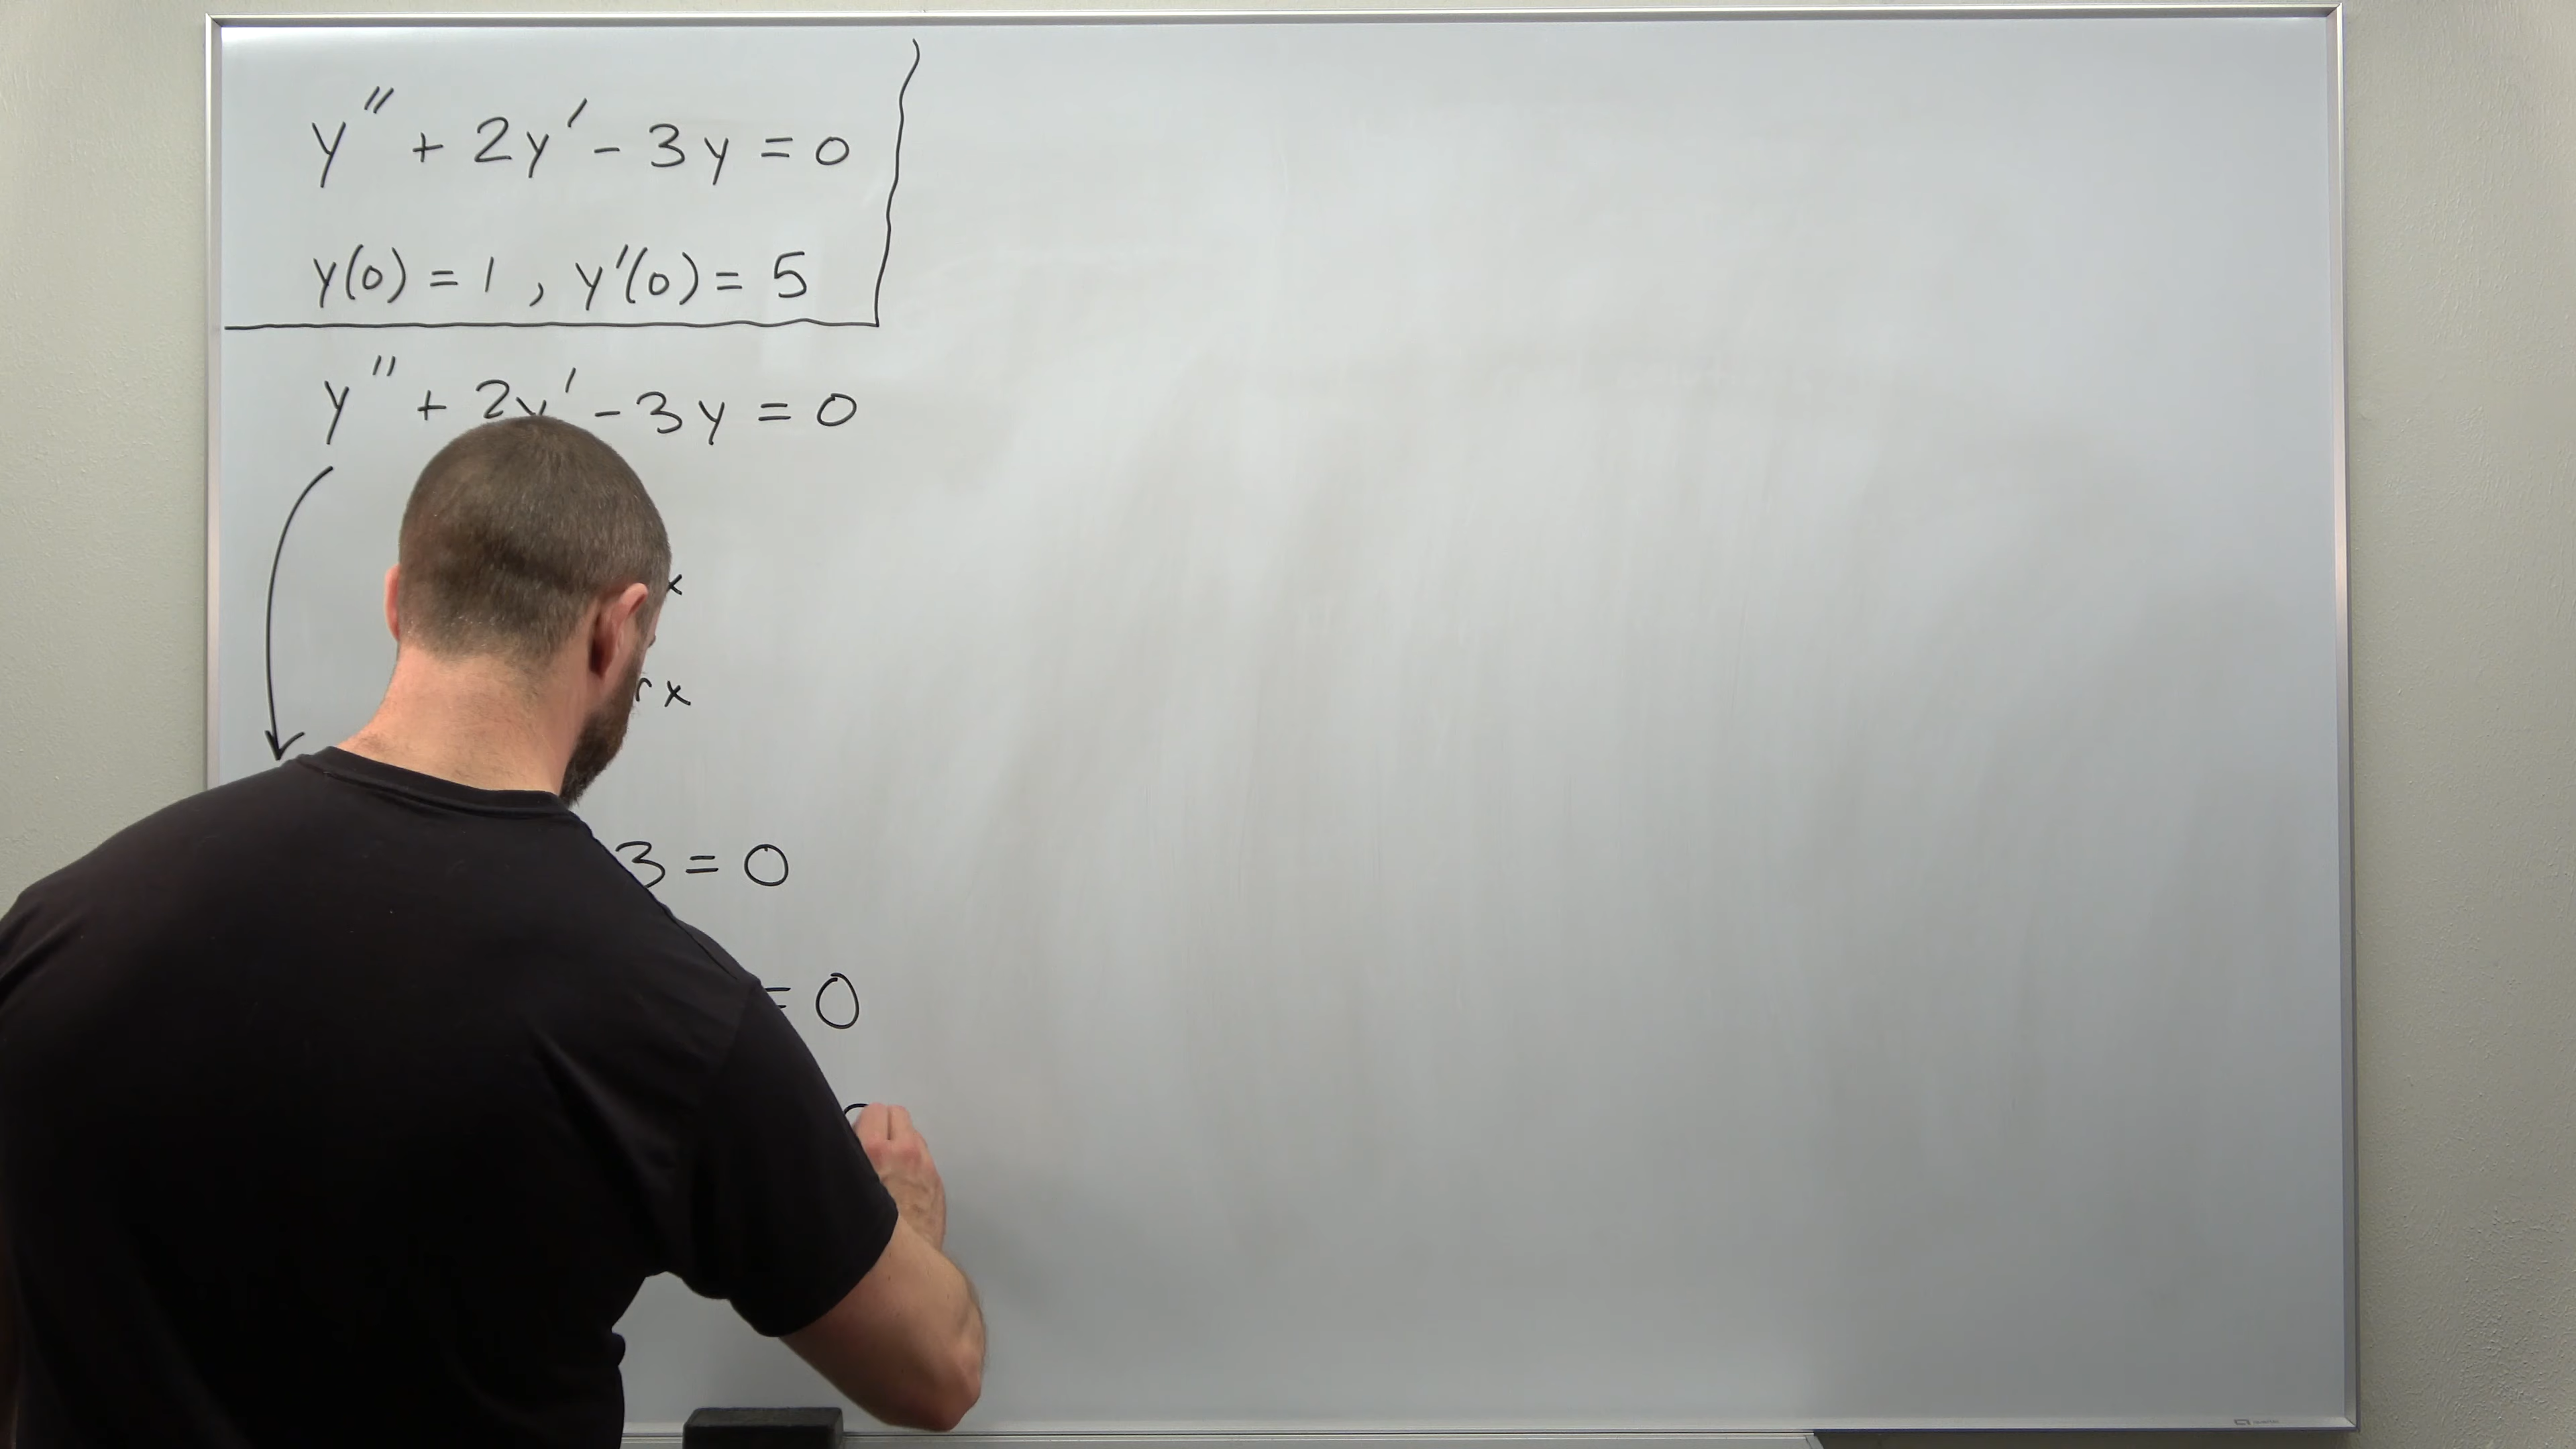 y'' + 2y' - 3y = 0
y(0) = 1 , y'(0) = 5
y'' + 2y' - 3y = 0
x
rx
3 = 0
= 0